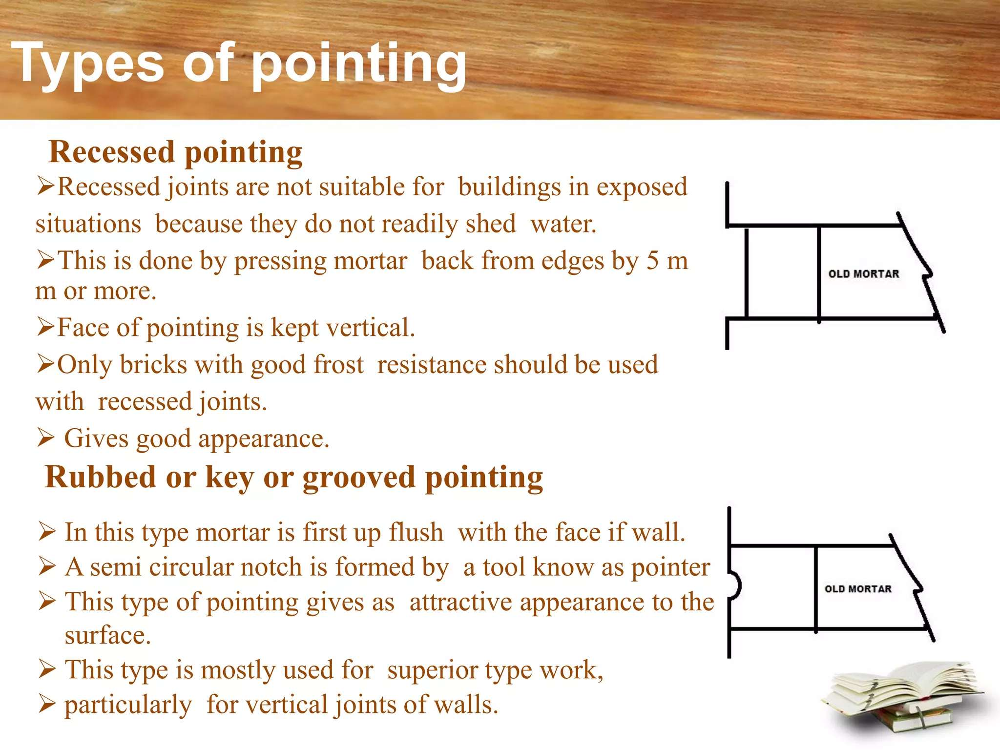 Types of pointing
Recessed pointing
➢Recessed joints are not suitable for buildings in exposed
situations because they do not readily shed water.
➢This is done by pressing mortar back from edges by 5 m
m or more.
➢Face of pointing is kept vertical.
➢Only bricks with good frost resistance should be used
with recessed joints.
➢ Gives good appearance.
OLD MORTAR
Rubbed or key or grooved pointing
➢ In this type mortar is first up flush with the face if wall.
➢ A semi circular notch is formed by a tool know as pointer
➢ This type of pointing gives as attractive appearance to the
surface.
➢ This type is mostly used for superior type work,
➢ particularly for vertical joints of walls.
OLD MORTAR